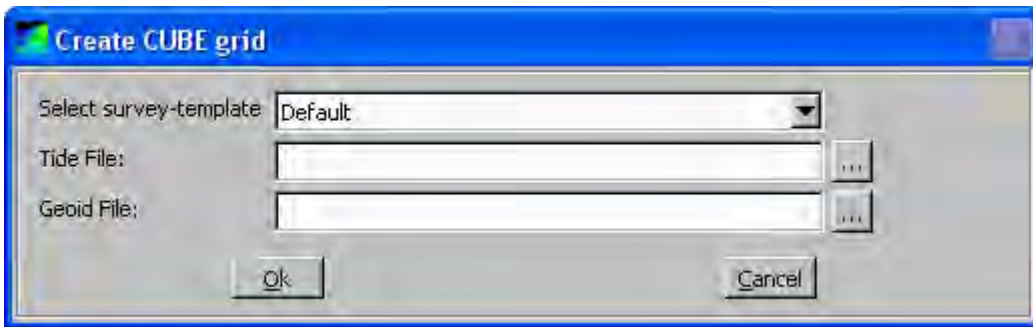 Create CUBE grid
Select survey-template Default
Tide File: ...
Geoid File: ...
Ok Cancel